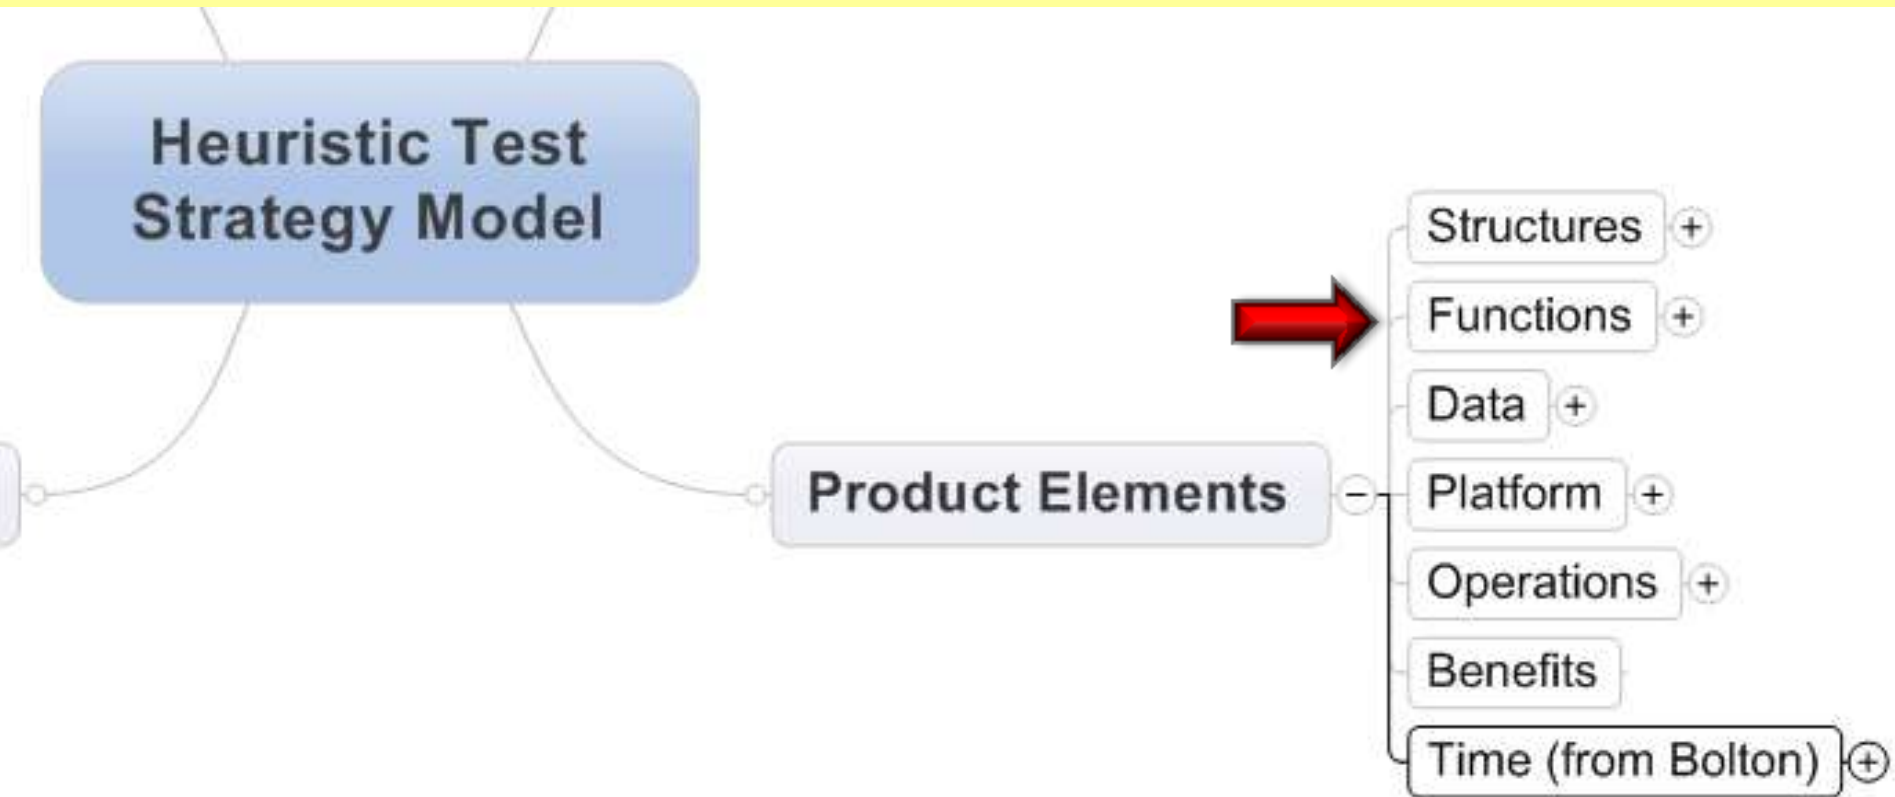 Heuristic Test
Strategy Model
Structures
Functions
Data
Product Elements
Platform
Operations
Benefits
Time (from Bolton)